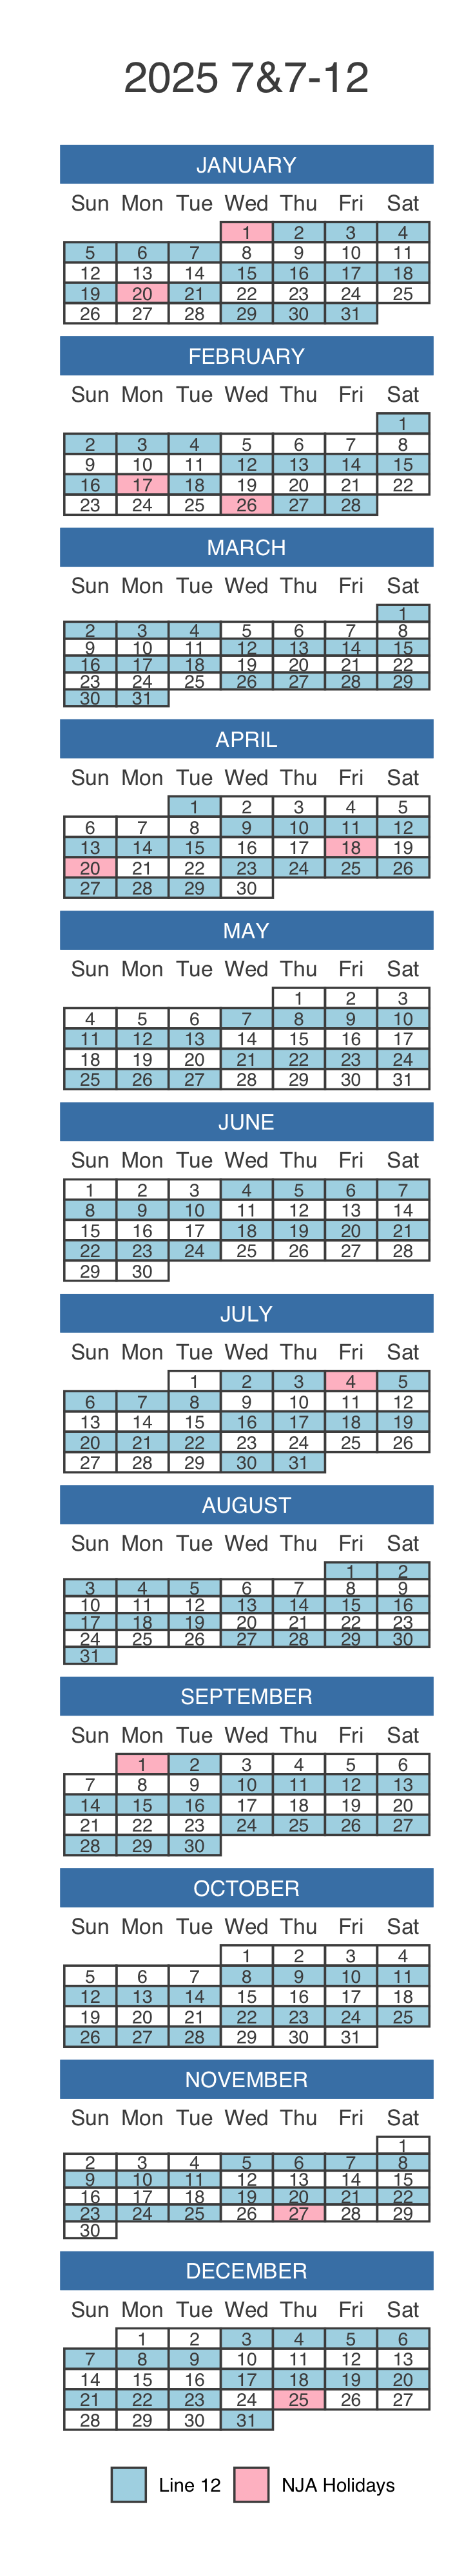 2025 7&7-12
JANUARY
Sun Mon Tue Wed Thu Fri Sat
1 2 3 4
5 6 7 8 9 10 11
12 13 14 15 16 17 18
19 20 21 22 23 24 25
26 27 28 29 30 31
FEBRUARY
Sun Mon Tue Wed Thu Fri Sat
1
2 3 4 5 6 7 8
9 10 11 12 13 14 15
16 17 18 19 20 21 22
23 24 25 26 27 28
MARCH
Sun Mon Tue Wed Thu Fri Sat
1
2 3 4 5 6 7 8
9 10 11 12 13 14 15
16 17 18 19 20 21 22
23 24 25 26 27 28 29
30 31
APRIL
Sun Mon Tue Wed Thu Fri Sat
1 2 3 4 5
6 7 8 9 10 11 12
13 14 15 16 17 18 19
20 21 22 23 24 25 26
27 28 29 30
MAY
Sun Mon Tue Wed Thu Fri Sat
1 2 3
4 5 6 7 8 9 10
11 12 13 14 15 16 17
18 19 20 21 22 23 24
25 26 27 28 29 30 31
JUNE
Sun Mon Tue Wed Thu Fri Sat
1 2 3 4 5 6 7
8 9 10 11 12 13 14
15 16 17 18 19 20 21
22 23 24 25 26 27 28
29 30
JULY
Sun Mon Tue Wed Thu Fri Sat
1 2 3 4 5
6 7 8 9 10 11 12
13 14 15 16 17 18 19
20 21 22 23 24 25 26
27 28 29 30 31
AUGUST
Sun Mon Tue Wed Thu Fri Sat
1 2
3 4 5 6 7 8 9
10 11 12 13 14 15 16
17 18 19 20 21 22 23
24 25 26 27 28 29 30
31
SEPTEMBER
Sun Mon Tue Wed Thu Fri Sat
1 2 3 4 5 6
7 8 9 10 11 12 13
14 15 16 17 18 19 20
21 22 23 24 25 26 27
28 29 30
OCTOBER
Sun Mon Tue Wed Thu Fri Sat
1 2 3 4
5 6 7 8 9 10 11
12 13 14 15 16 17 18
19 20 21 22 23 24 25
26 27 28 29 30 31
NOVEMBER
Sun Mon Tue Wed Thu Fri Sat
1
2 3 4 5 6 7 8
9 10 11 12 13 14 15
16 17 18 19 20 21 22
23 24 25 26 27 28 29
30
DECEMBER
Sun Mon Tue Wed Thu Fri Sat
1 2 3 4 5 6
7 8 9 10 11 12 13
14 15 16 17 18 19 20
21 22 23 24 25 26 27
28 29 30 31
Line 12 NJA Holidays